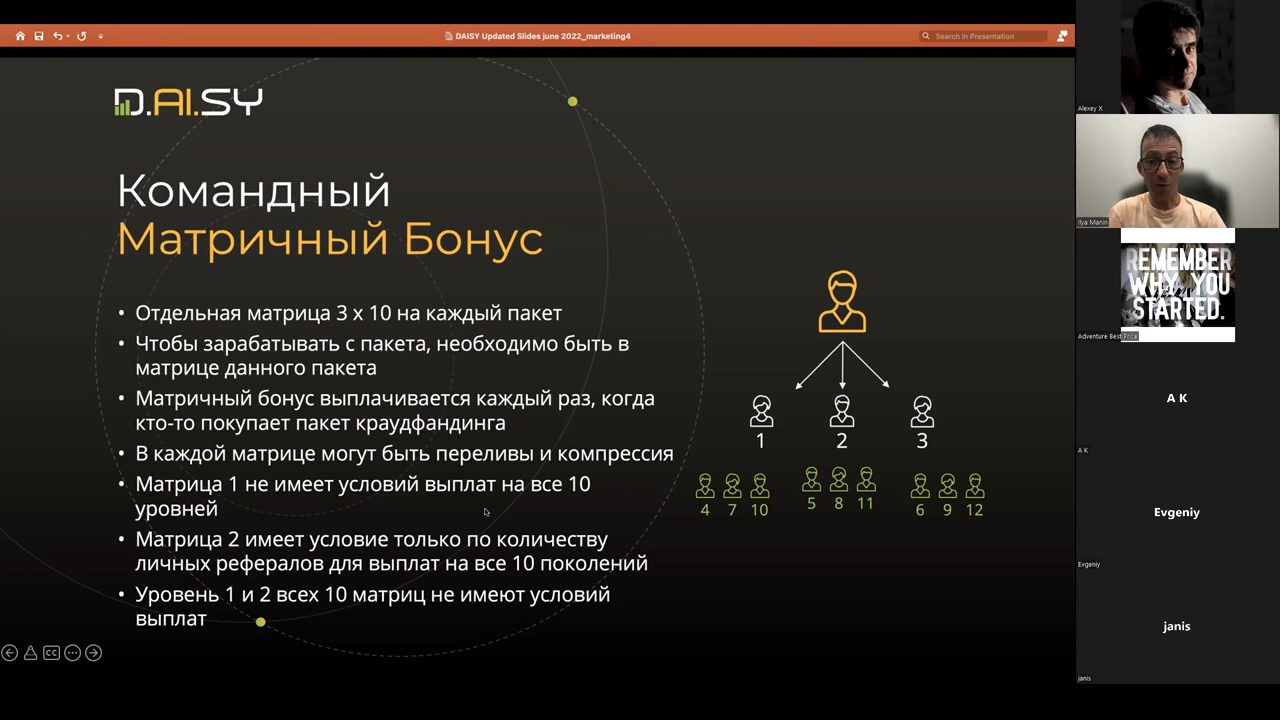 DAISY Updated Slides june 2022_marketing4
Search in Presentation
D.AI.SY
Командный
Матричный Бонус
• Отдельная матрица 3 x 10 на каждый пакет
• Чтобы зарабатывать с пакета, необходимо быть в
матрице данного пакета
• Матричный бонус выплачивается каждый раз, когда
кто-то покупает пакет краудфандинга
• В каждой матрице могут быть переливы и компрессия
• Матрица 1 не имеет условий выплат на все 10
уровней
• Матрица 2 имеет условие только по количеству
личных рефералов для выплат на все 10 поколений
• Уровень 1 и 2 всех 10 матриц не имеют условий
выплат
1 2 3
4 7 10 5 8 11 6 9 12
CC
Alexey X
Ilya Manin
REMEMBER
WHY YOU
STARTED.
Adventure Best Price
A K
A K
Evgeniy
Evgeniy
janis
janis